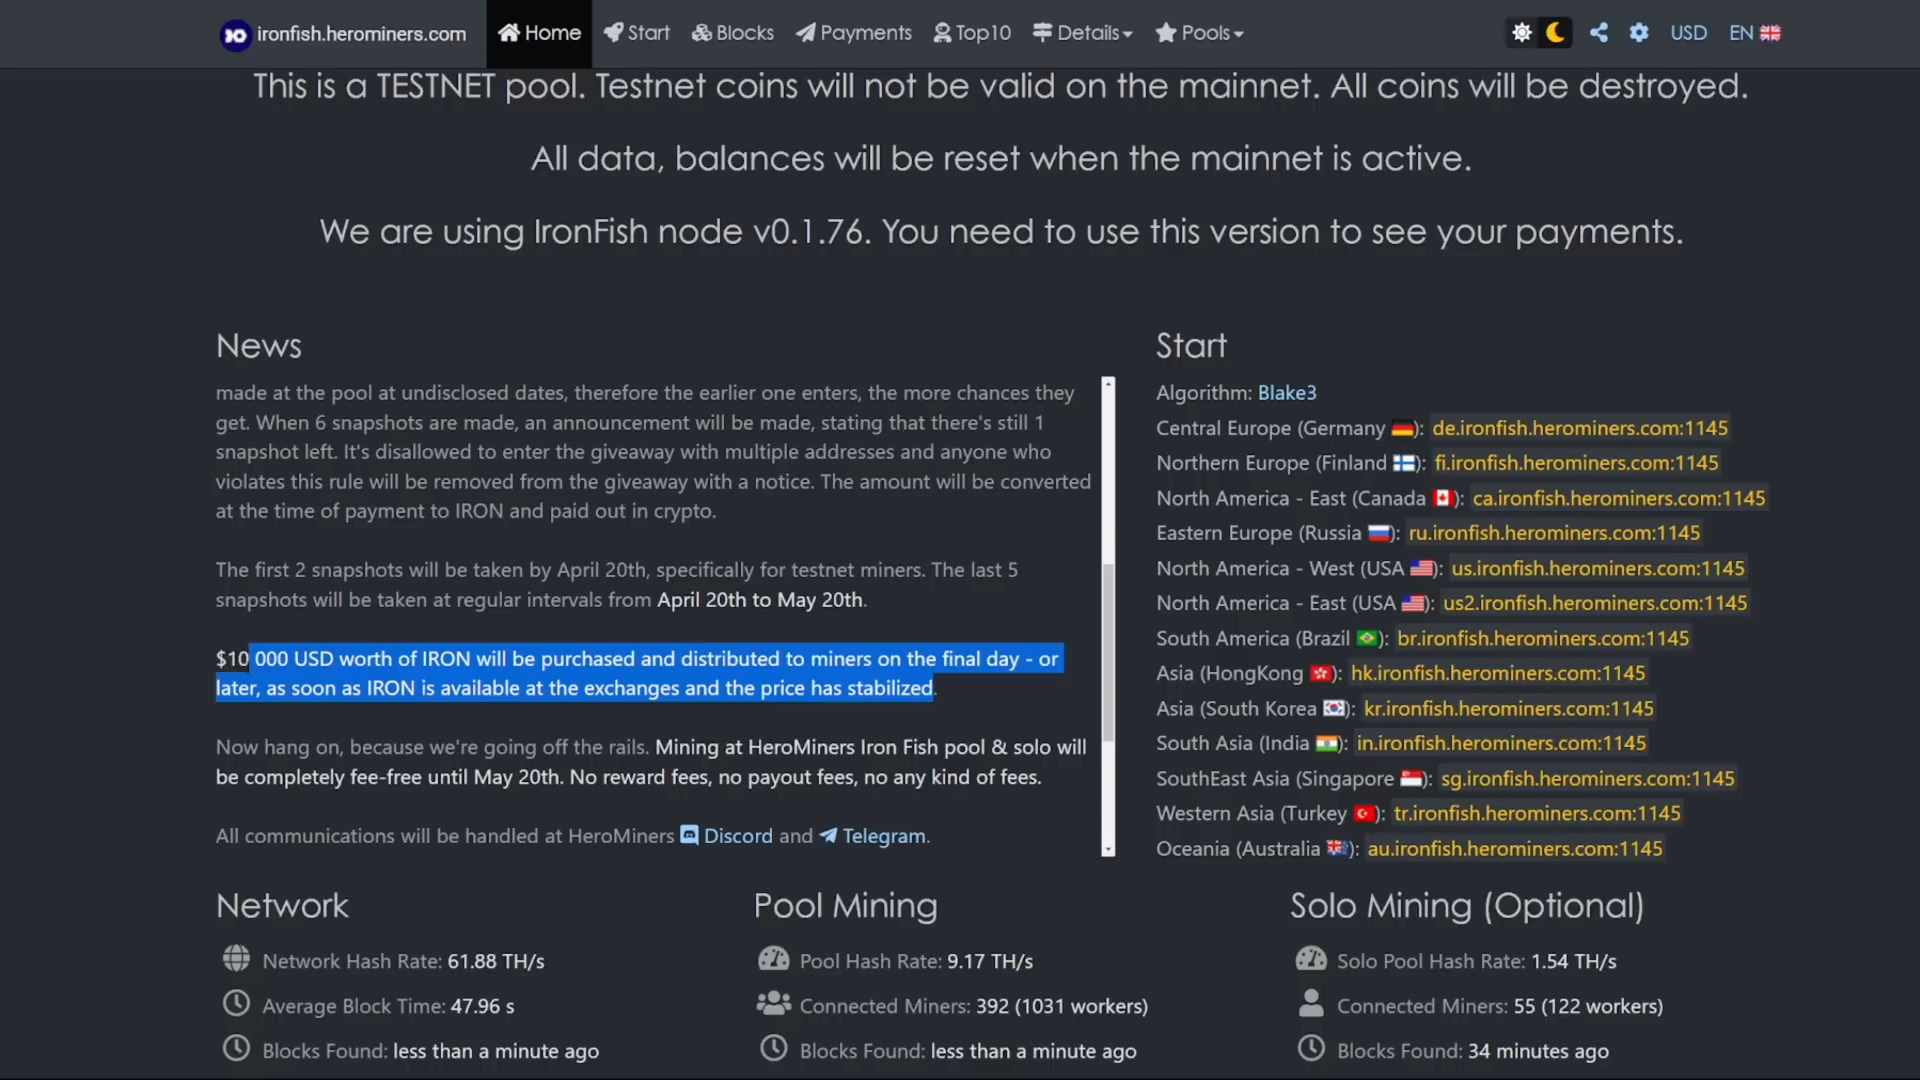 ironfish.herominers.com Home Start Blocks Payments Top10 Details Pools USD EN
This is a TESTNET pool. Testnet coins will not be valid on the mainnet. All coins will be destroyed.
All data, balances will be reset when the mainnet is active.
We are using IronFish node v0.1.76. You need to use this version to see your payments.
News
made at the pool at undisclosed dates, therefore the earlier one enters, the more chances they
get. When 6 snapshots are made, an announcement will be made, stating that there's still 1
snapshot left. It's disallowed to enter the giveaway with multiple addresses and anyone who
violates this rule will be removed from the giveaway with a notice. The amount will be converted
at the time of payment to IRON and paid out in crypto.
The first 2 snapshots will be taken by April 20th, specifically for testnet miners. The last 5
snapshots will be taken at regular intervals from April 20th to May 20th.
$10 000 USD worth of IRON will be purchased and distributed to miners on the final day - or
later, as soon as IRON is available at the exchanges and the price has stabilized.
Now hang on, because we're going off the rails. Mining at HeroMiners Iron Fish pool & solo will
be completely fee-free until May 20th. No reward fees, no payout fees, no any kind of fees.
All communications will be handled at HeroMiners Discord and Telegram.
Start
Algorithm: Blake3
Central Europe (Germany): de.ironfish.herominers.com:1145
Northern Europe (Finland): fi.ironfish.herominers.com:1145
North America - East (Canada): ca.ironfish.herominers.com:1145
Eastern Europe (Russia): ru.ironfish.herominers.com:1145
North America - West (USA): us.ironfish.herominers.com:1145
North America - East (USA): us2.ironfish.herominers.com:1145
South America (Brazil): br.ironfish.herominers.com:1145
Asia (HongKong): hk.ironfish.herominers.com:1145
Asia (South Korea): kr.ironfish.herominers.com:1145
South Asia (India): in.ironfish.herominers.com:1145
SouthEast Asia (Singapore): sg.ironfish.herominers.com:1145
Western Asia (Turkey): tr.ironfish.herominers.com:1145
Oceania (Australia): au.ironfish.herominers.com:1145
Network
Network Hash Rate: 61.88 TH/s
Average Block Time: 47.96 s
Blocks Found: less than a minute ago
Pool Mining
Pool Hash Rate: 9.17 TH/s
Connected Miners: 392 (1031 workers)
Blocks Found: less than a minute ago
Solo Mining (Optional)
Solo Pool Hash Rate: 1.54 TH/s
Connected Miners: 55 (122 workers)
Blocks Found: 34 minutes ago